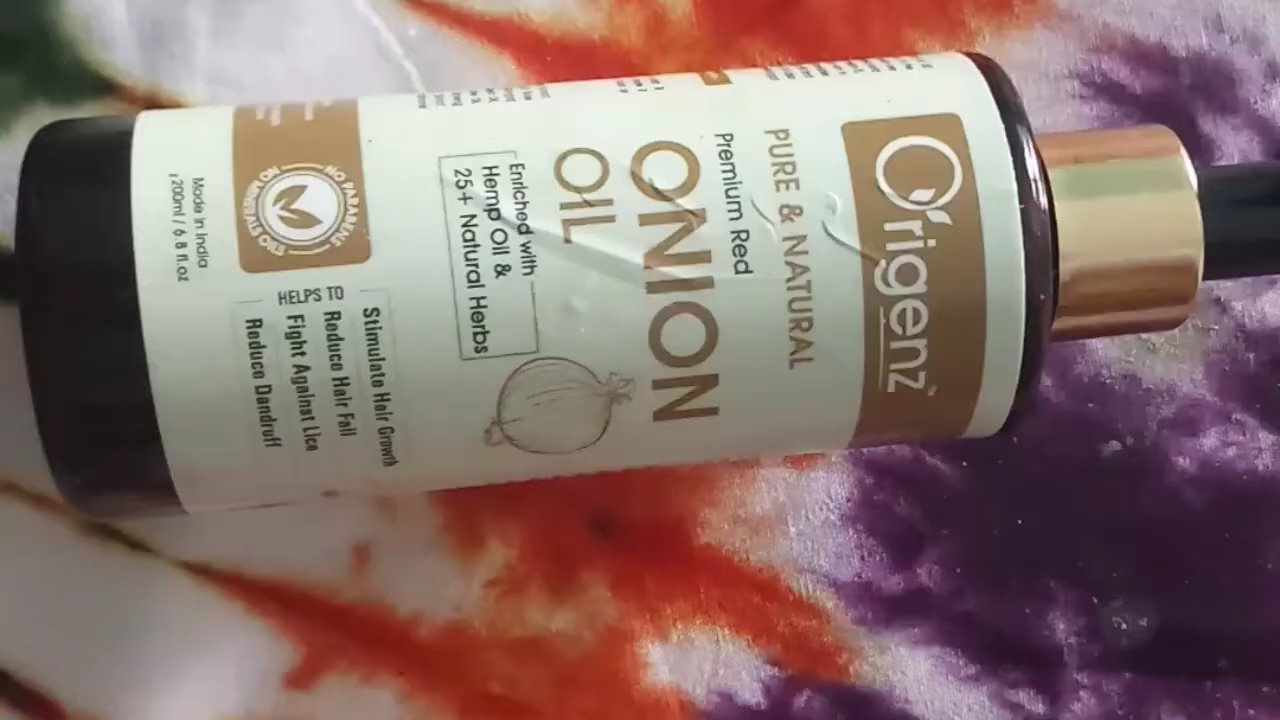 Origenz
PURE & NATURAL
Premium Red
ONION
OIL
Enriched with
Hemp Oil &
25+ Natural Herbs
HELPS TO
Stimulate Hair Growth
Reduce Hair Fall
Fight Against Lice
Reduce Dandruff
NO PARABENS
NO MINERALS OILS
Made In India
200ml / 6.8 fl.oz